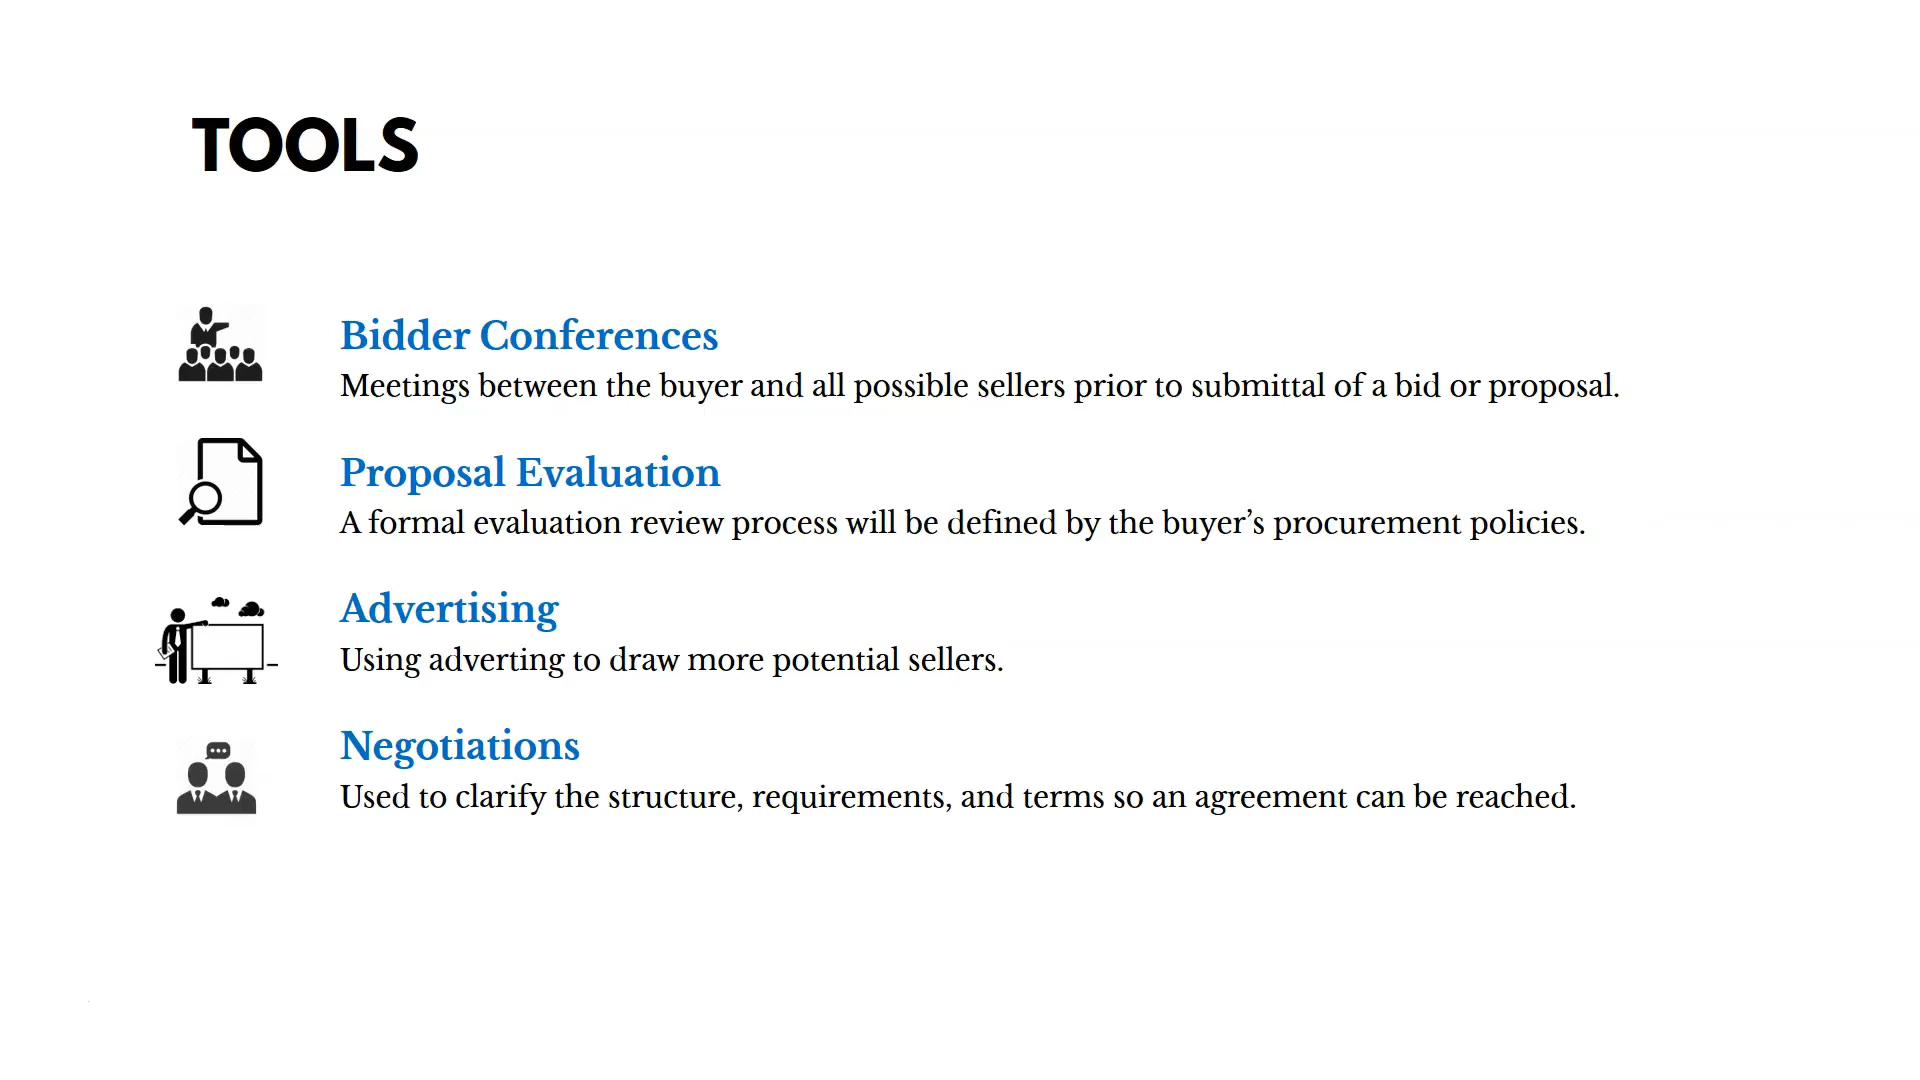 TOOLS
Bidder Conferences
Meetings between the buyer and all possible sellers prior to submittal of a bid or proposal.
Proposal Evaluation
A formal evaluation review process will be defined by the buyer’s procurement policies.
Advertising
Using adverting to draw more potential sellers.
Negotiations
Used to clarify the structure, requirements, and terms so an agreement can be reached.